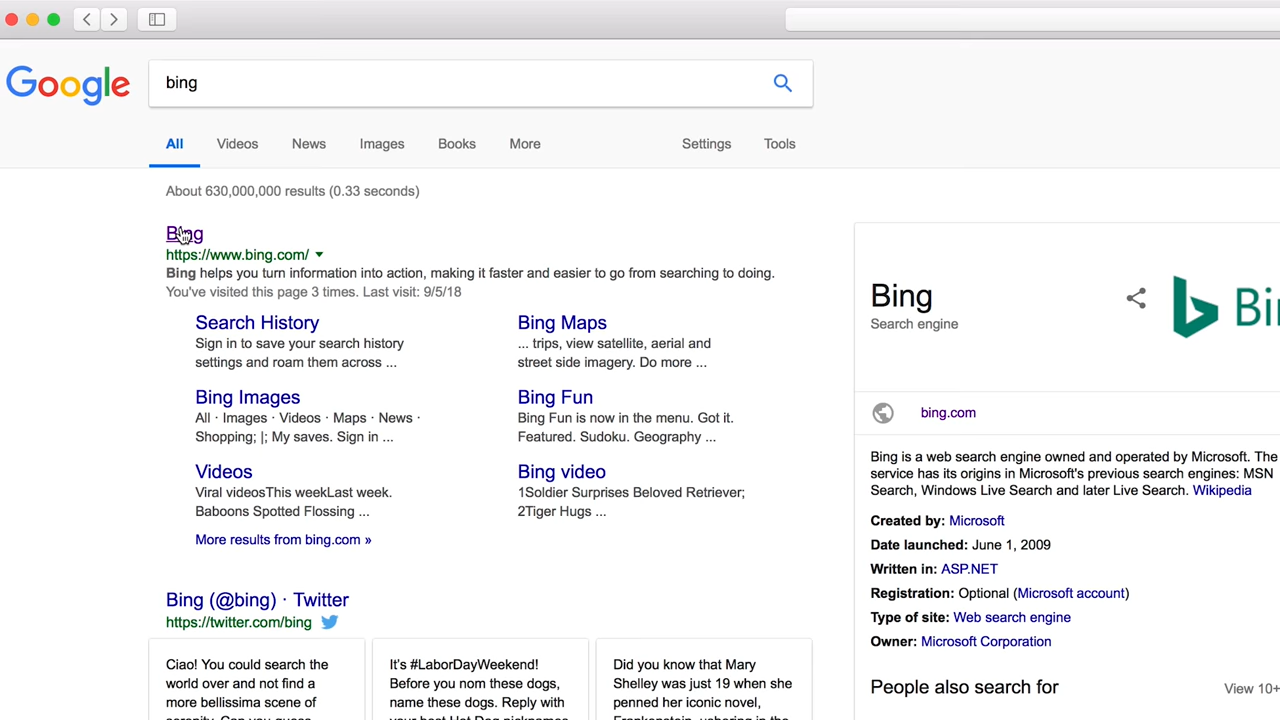 Google
bing
All
Videos
News
Images
Books
More
Settings
Tools
About 630,000,000 results (0.33 seconds)
Bing
https://www.bing.com/
Bing helps you turn information into action, making it faster and easier to go from searching to doing.
You've visited this page 3 times. Last visit: 9/5/18
Search History
Sign in to save your search history
settings and roam them across ...
Bing Maps
... trips, view satellite, aerial and
street side imagery. Do more ...
Bing Images
All · Images · Videos · Maps · News ·
Shopping; |; My saves. Sign in ...
Bing Fun
Bing Fun is now in the menu. Got it.
Featured. Sudoku. Geography ...
Videos
Viral videosThis weekLast week.
Baboons Spotted Flossing ...
Bing video
1Soldier Surprises Beloved Retriever;
2Tiger Hugs ...
More results from bing.com »
Bing (@bing) · Twitter
https://twitter.com/bing
Ciao! You could search the
world over and not find a
more bellissima scene of
It's #LaborDayWeekend!
Before you nom these dogs,
name these dogs. Reply with
your best Hot Dog nicknames
Did you know that Mary
Shelley was just 19 when she
penned her iconic novel,
Bing
Search engine
Bi
bing.com
Bing is a web search engine owned and operated by Microsoft. The
service has its origins in Microsoft's previous search engines: MSN
Search, Windows Live Search and later Live Search. Wikipedia
Created by: Microsoft
Date launched: June 1, 2009
Written in: ASP.NET
Registration: Optional (Microsoft account)
Type of site: Web search engine
Owner: Microsoft Corporation
People also search for
View 10+